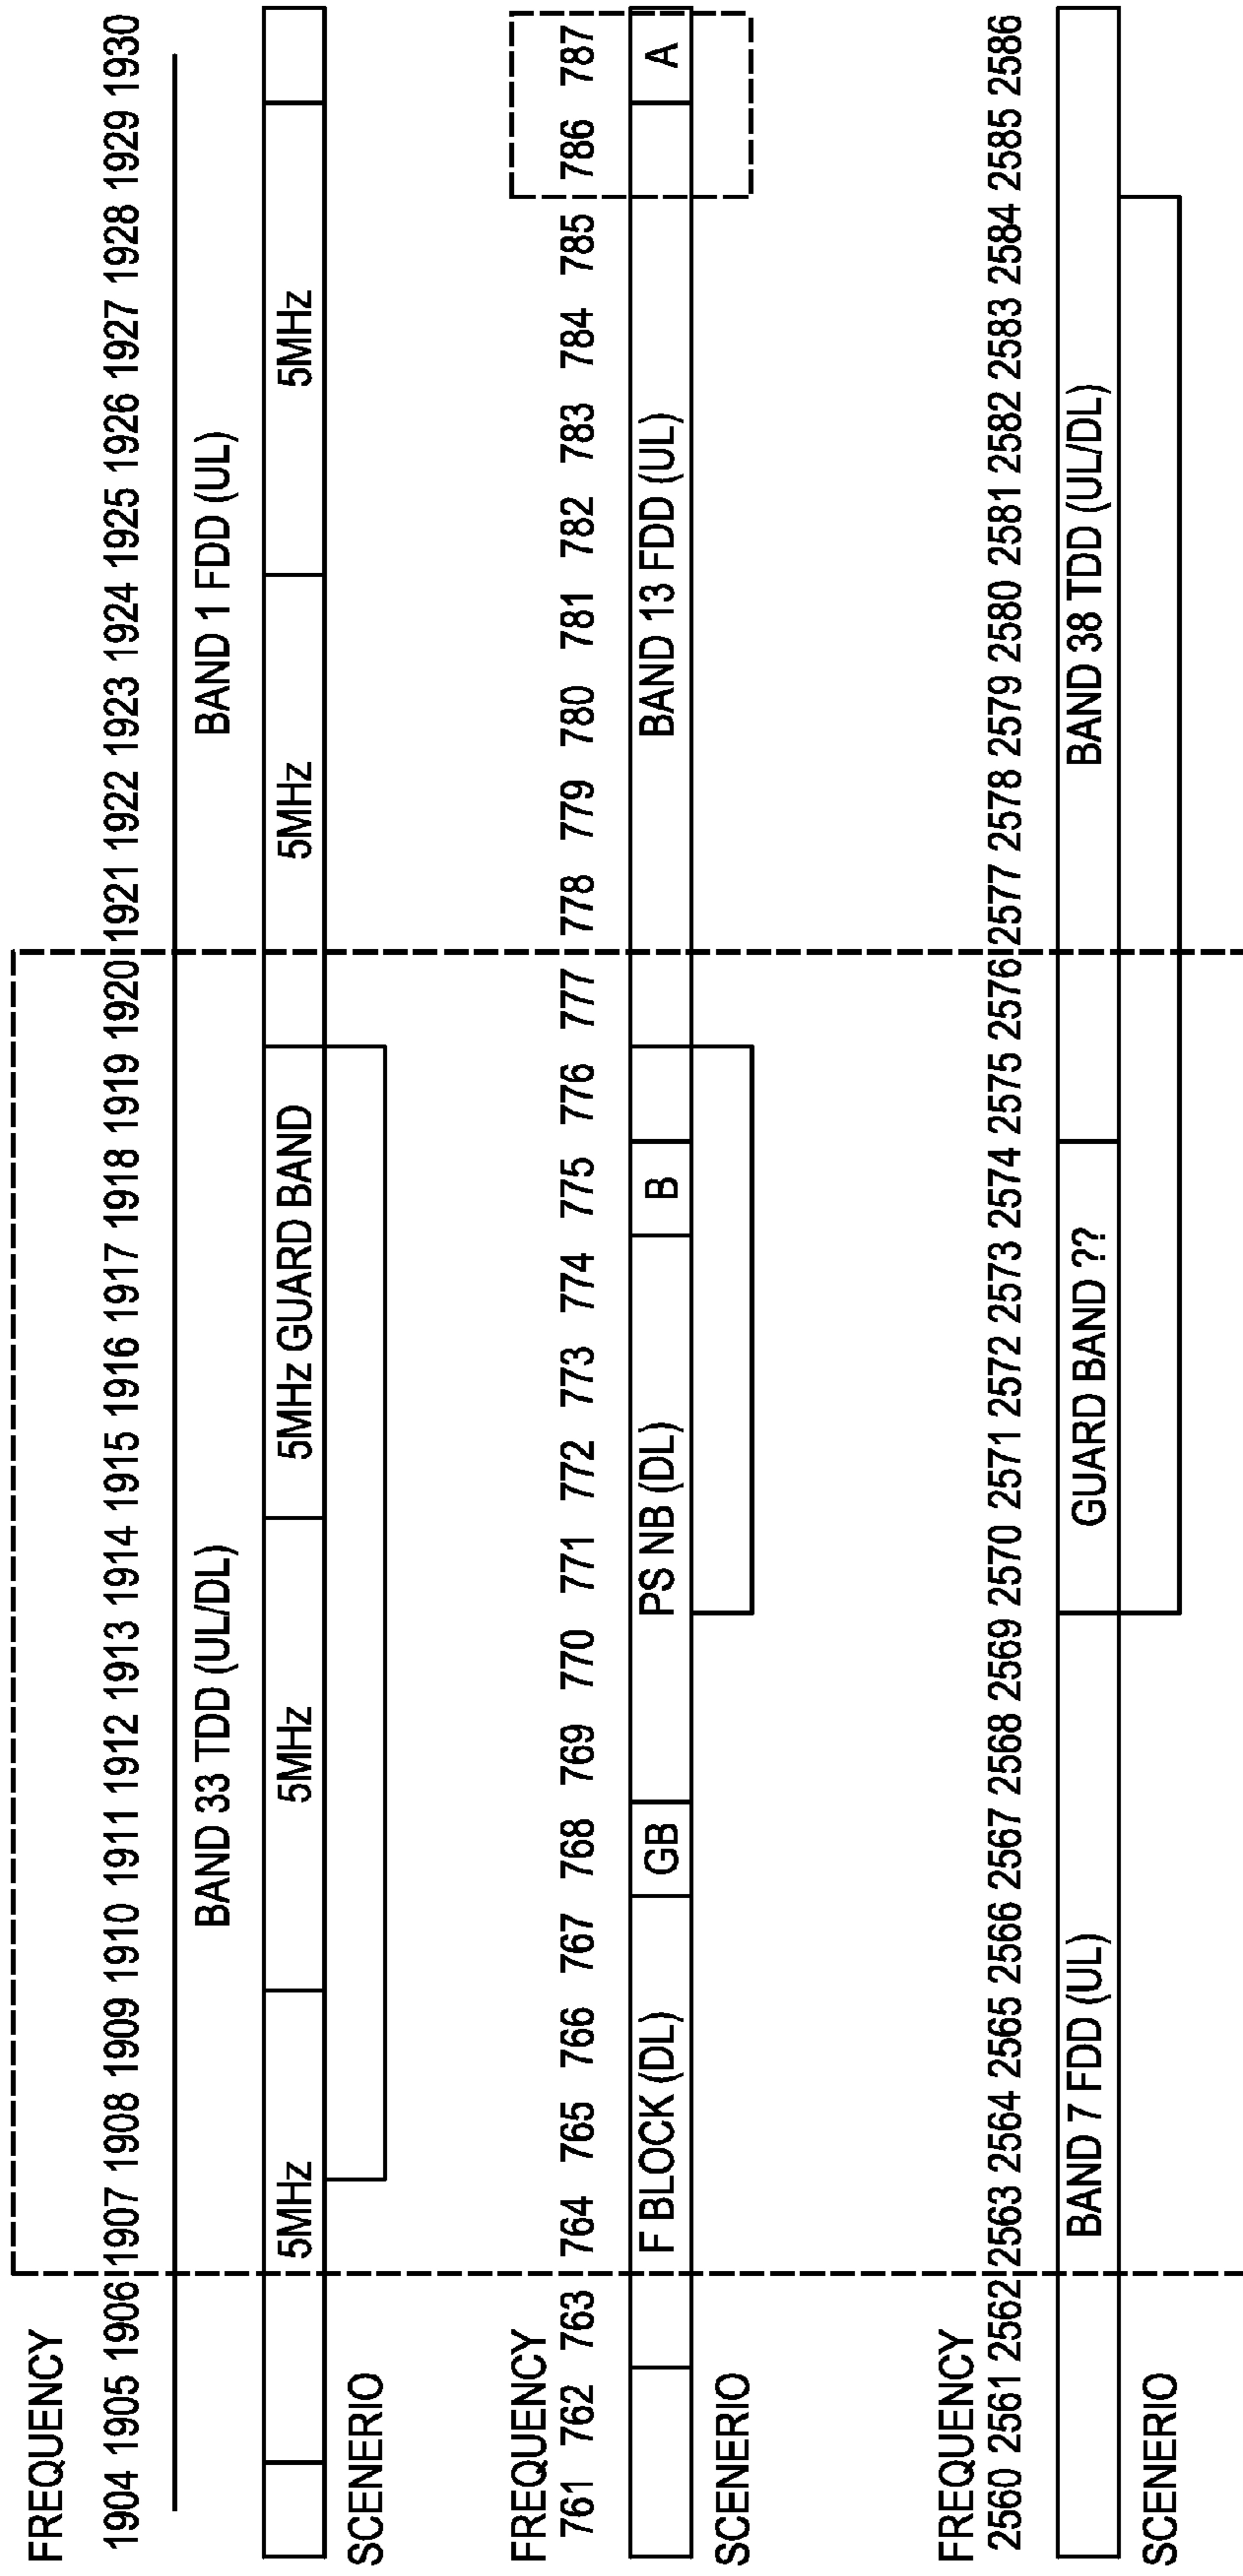 FREQUENCY
1904 1905 1906 1907 1908 1909 1910 1911 1912 1913 1914 1915 1916 1917 1918 1919 1920 1921 1922 1923 1924 1925 1926 1927 1928 1929 1930
BAND 33 TDD (UL/DL) BAND 1 FDD (UL)
5MHz 5MHz 5MHz GUARD BAND 5MHz 5MHz
SCENERIO
FREQUENCY
761 762 763 764 765 766 767 768 769 770 771 772 773 774 775 776 777 778 779 780 781 782 783 784 785 786 787
F BLOCK (DL) GB PS NB (DL) B BAND 13 FDD (UL) A
SCENERIO
FREQUENCY
2560 2561 2562 2563 2564 2565 2566 2567 2568 2569 2570 2571 2572 2573 2574 2575 2576 2577 2578 2579 2580 2581 2582 2583 2584 2585 2586
BAND 7 FDD (UL) GUARD BAND ?? BAND 38 TDD (UL/DL)
SCENERIO